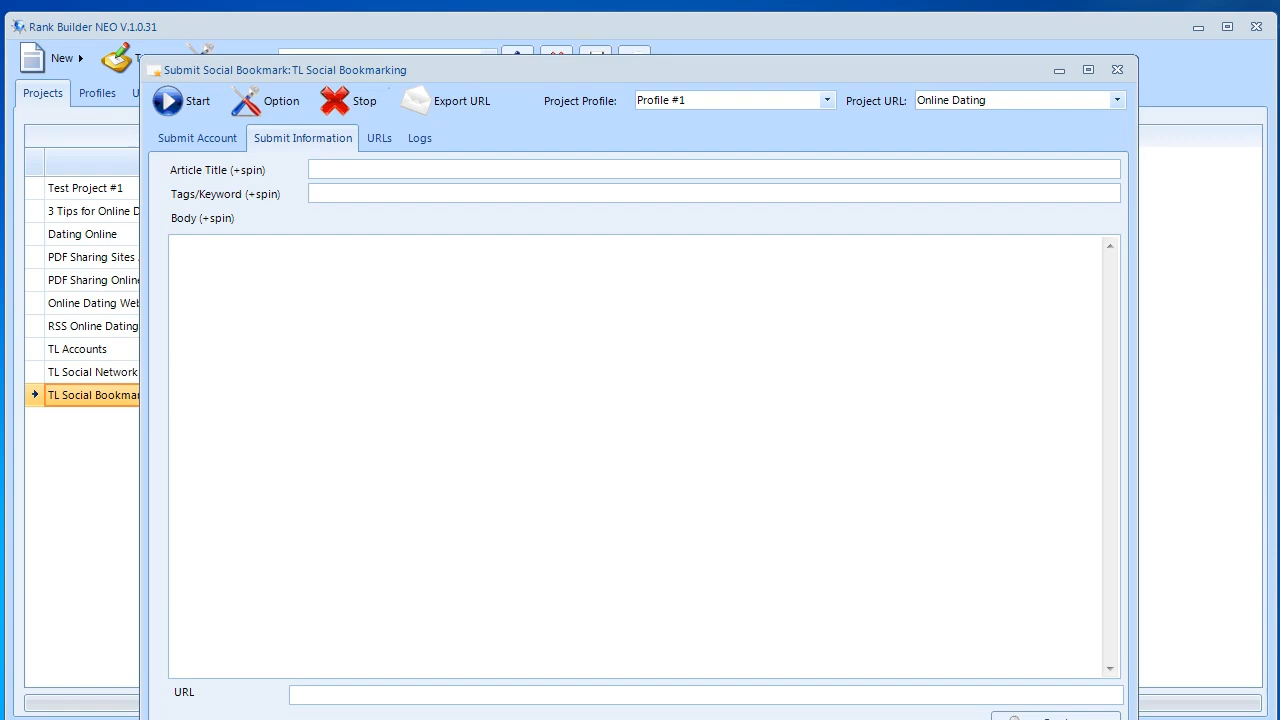 Rank Builder NEO V.1.0.31
New
Submit Social Bookmark:TL Social Bookmarking
Start
Option
Stop
Export URL
Project Profile:
Profile #1
Project URL:
Online Dating
Projects
Profiles
Submit Account
Submit Information
URLs
Logs
Article Title (+spin)
Tags/Keyword (+spin)
Body (+spin)
Test Project #1
3 Tips for Online D
Dating Online
PDF Sharing Sites
PDF Sharing Online
Online Dating Web
RSS Online Dating
TL Accounts
TL Social Network
TL Social Bookmar
URL